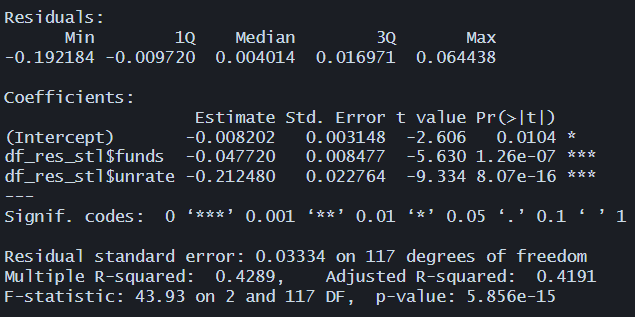 Residuals:
      Min        1Q    Median        3Q       Max
-0.192184 -0.009720  0.004014  0.016971  0.064438

Coefficients:
                   Estimate Std. Error t value Pr(>|t|)
(Intercept)       -0.008202   0.003148  -2.606   0.0104 *
df_res_stl$funds  -0.047720   0.008477  -5.630 1.26e-07 ***
df_res_stl$unrate -0.212480   0.022764  -9.334 8.07e-16 ***
---
Signif. codes:  0 ‘***’ 0.001 ‘**’ 0.01 ‘*’ 0.05 ‘.’ 0.1 ‘ ’ 1

Residual standard error: 0.03334 on 117 degrees of freedom
Multiple R-squared:  0.4289,    Adjusted R-squared:  0.4191
F-statistic: 43.93 on 2 and 117 DF,  p-value: 5.856e-15